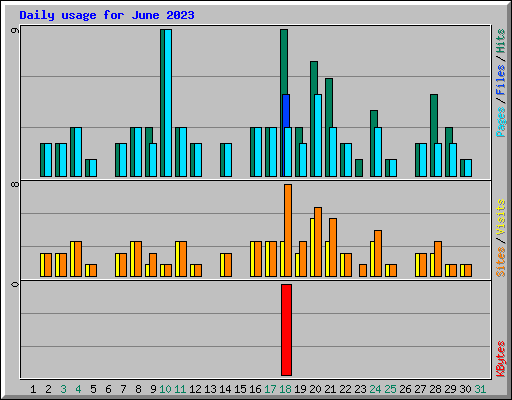 Daily usage for June 2023
9
8
0
Pages/Files/Hits
Sites/Visits
KBytes
1 2 3 4 5 6 7 8 9 10 11 12 13 14 15 16 17 18 19 20 21 22 23 24 25 26 27 28 29 30 31